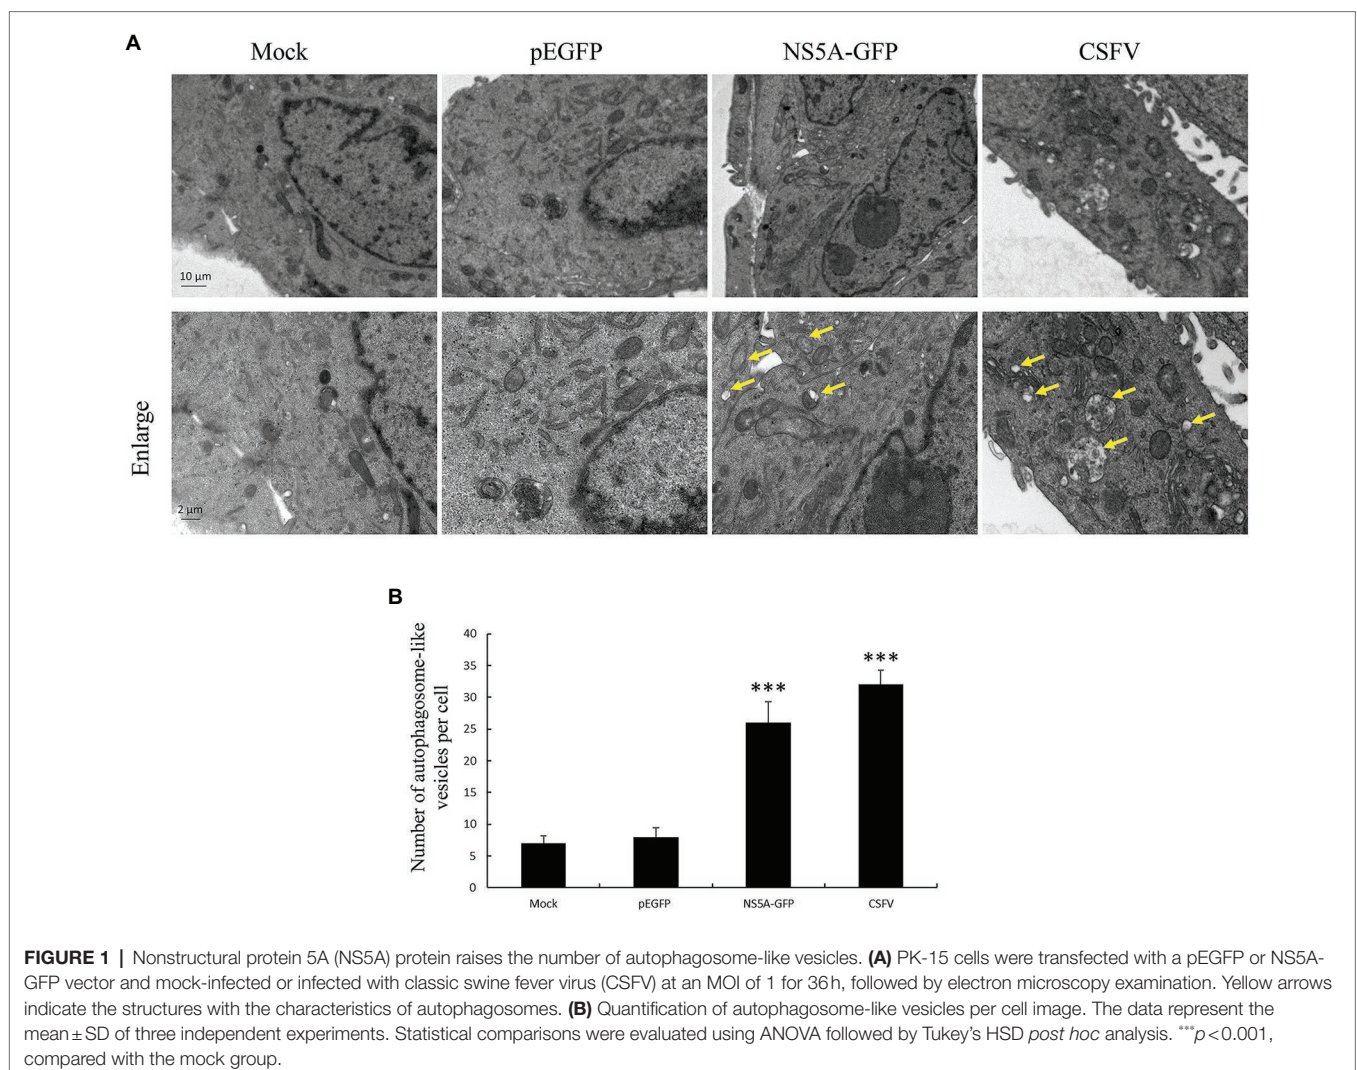 A
Mock
pEGFP
NS5A-GFP
CSFV
10 µm
Enlarge
2 µm
B
Number of autophagosome-like
vesicles per cell
40
35
30
25
20
15
10
5
0
***
***
Mock
pEGFP
NS5A-GFP
CSFV
FIGURE 1 | Nonstructural protein 5A (NS5A) protein raises the number of autophagosome-like vesicles. (A) PK-15 cells were transfected with a pEGFP or NS5A-
GFP vector and mock-infected or infected with classic swine fever virus (CSFV) at an MOI of 1 for 36 h, followed by electron microscopy examination. Yellow arrows
indicate the structures with the characteristics of autophagosomes. (B) Quantification of autophagosome-like vesicles per cell image. The data represent the
mean ± SD of three independent experiments. Statistical comparisons were evaluated using ANOVA followed by Tukey's HSD post hoc analysis. ***p < 0.001,
compared with the mock group.